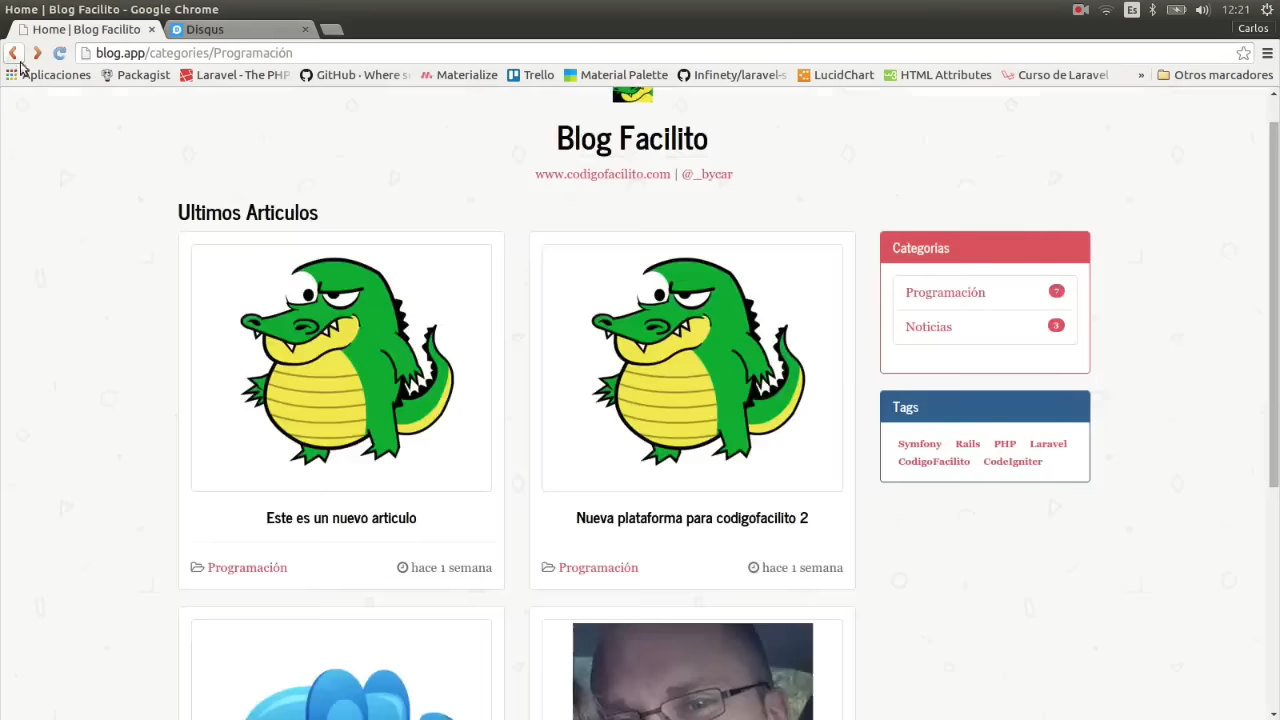 Home | Blog Facilito - Google Chrome
Es
12:21
Home | Blog Facilito
Disqus
Carlos
blog.app/categories/Programación
Aplicaciones
Packagist
Laravel - The PHP
GitHub · Where s
Materialize
Trello
Material Palette
Infinety/laravel-s
LucidChart
HTML Attributes
Curso de Laravel
»
Otros marcadores
Blog Facilito
www.codigofacilito.com | @_bycar
Ultimos Articulos
Categorias
Programación 7
Noticias 3
Tags
Symfony Rails PHP Laravel
CodigoFacilito CodeIgniter
Este es un nuevo articulo
Nueva plataforma para codigofacilito 2
Programación
hace 1 semana
Programación
hace 1 semana